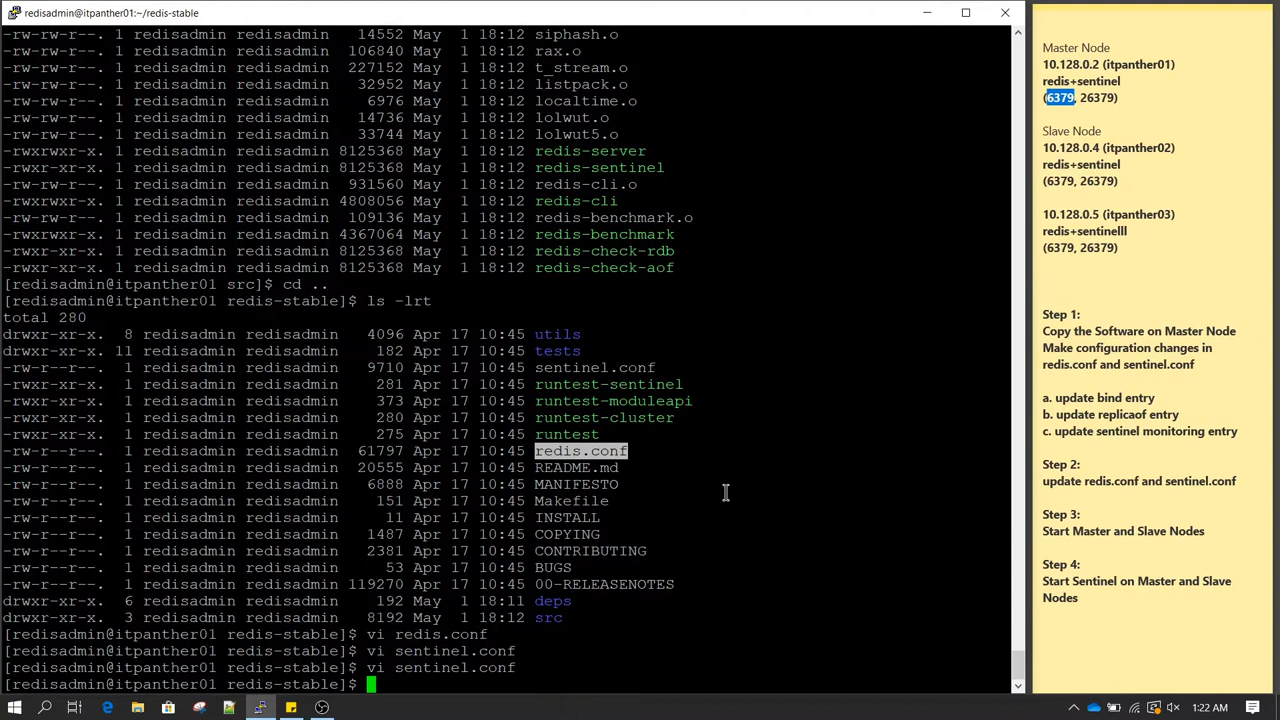 redisadmin@itpanther01:~/redis-stable
-rw-rw-r--. 1 redisadmin redisadmin 14552 May 1 18:12 siphash.o
-rw-rw-r--. 1 redisadmin redisadmin 106840 May 1 18:12 rax.o
-rw-rw-r--. 1 redisadmin redisadmin 227152 May 1 18:12 t_stream.o
-rw-rw-r--. 1 redisadmin redisadmin 32952 May 1 18:12 listpack.o
-rw-rw-r--. 1 redisadmin redisadmin 6976 May 1 18:12 localtime.o
-rw-rw-r--. 1 redisadmin redisadmin 14736 May 1 18:12 lolwut.o
-rw-rw-r--. 1 redisadmin redisadmin 33744 May 1 18:12 lolwut5.o
-rwxrwxr-x. 1 redisadmin redisadmin 8125368 May 1 18:12 redis-server
-rwxr-xr-x. 1 redisadmin redisadmin 8125368 May 1 18:12 redis-sentinel
-rw-rw-r--. 1 redisadmin redisadmin 931560 May 1 18:12 redis-cli.o
-rwxrwxr-x. 1 redisadmin redisadmin 4808056 May 1 18:12 redis-cli
-rw-rw-r--. 1 redisadmin redisadmin 109136 May 1 18:12 redis-benchmark.o
-rwxrwxr-x. 1 redisadmin redisadmin 4367064 May 1 18:12 redis-benchmark
-rwxr-xr-x. 1 redisadmin redisadmin 8125368 May 1 18:12 redis-check-rdb
-rwxr-xr-x. 1 redisadmin redisadmin 8125368 May 1 18:12 redis-check-aof
[redisadmin@itpanther01 src]$ cd ..
[redisadmin@itpanther01 redis-stable]$ ls -lrt
total 280
drwxr-xr-x. 8 redisadmin redisadmin 4096 Apr 17 10:45 utils
drwxr-xr-x. 11 redisadmin redisadmin 182 Apr 17 10:45 tests
-rw-r--r--. 1 redisadmin redisadmin 9710 Apr 17 10:45 sentinel.conf
-rwxr-xr-x. 1 redisadmin redisadmin 281 Apr 17 10:45 runtest-sentinel
-rwxr-xr-x. 1 redisadmin redisadmin 373 Apr 17 10:45 runtest-moduleapi
-rwxr-xr-x. 1 redisadmin redisadmin 280 Apr 17 10:45 runtest-cluster
-rwxr-xr-x. 1 redisadmin redisadmin 275 Apr 17 10:45 runtest
-rw-r--r--. 1 redisadmin redisadmin 61797 Apr 17 10:45 redis.conf
-rw-r--r--. 1 redisadmin redisadmin 20555 Apr 17 10:45 README.md
-rw-r--r--. 1 redisadmin redisadmin 6888 Apr 17 10:45 MANIFESTO
-rw-r--r--. 1 redisadmin redisadmin 151 Apr 17 10:45 Makefile
-rw-r--r--. 1 redisadmin redisadmin 11 Apr 17 10:45 INSTALL
-rw-r--r--. 1 redisadmin redisadmin 1487 Apr 17 10:45 COPYING
-rw-r--r--. 1 redisadmin redisadmin 2381 Apr 17 10:45 CONTRIBUTING
-rw-r--r--. 1 redisadmin redisadmin 53 Apr 17 10:45 BUGS
-rw-r--r--. 1 redisadmin redisadmin 119270 Apr 17 10:45 00-RELEASENOTES
drwxr-xr-x. 6 redisadmin redisadmin 192 May 1 18:11 deps
drwxr-xr-x. 3 redisadmin redisadmin 8192 May 1 18:12 src
[redisadmin@itpanther01 redis-stable]$ vi redis.conf
[redisadmin@itpanther01 redis-stable]$ vi sentinel.conf
[redisadmin@itpanther01 redis-stable]$ vi sentinel.conf
[redisadmin@itpanther01 redis-stable]$
Master Node
10.128.0.2 (itpanther01)
redis+sentinel
(6379, 26379)
Slave Node
10.128.0.4 (itpanther02)
redis+sentinel
(6379, 26379)
10.128.0.5 (itpanther03)
redis+sentinelll
(6379, 26379)
Step 1:
Copy the Software on Master Node
Make configuration changes in
redis.conf and sentinel.conf
a. update bind entry
b. update replicaof entry
c. update sentinel monitoring entry
Step 2:
update redis.conf and sentinel.conf
Step 3:
Start Master and Slave Nodes
Step 4:
Start Sentinel on Master and Slave
Nodes
1:22 AM